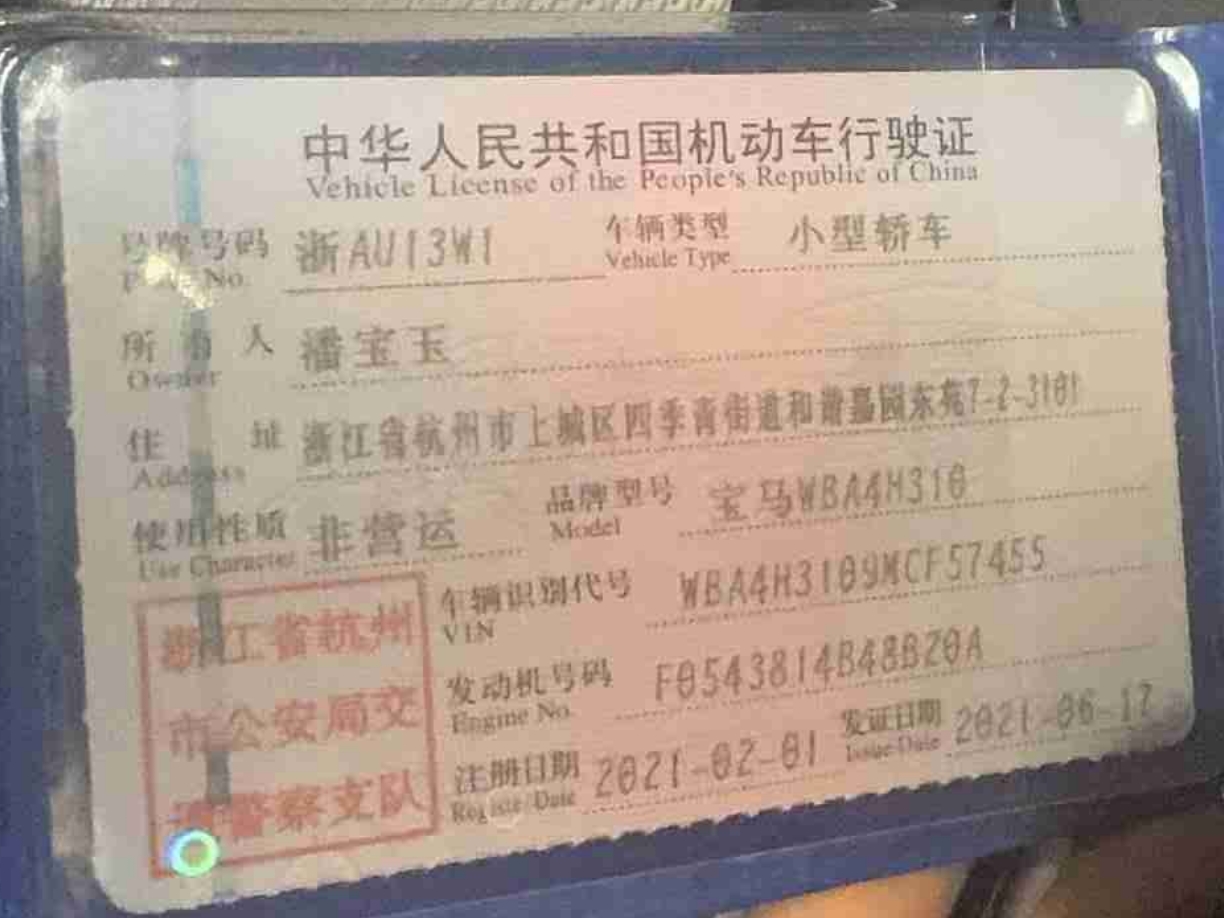 中华人民共和国机动车行驶证
Vehicle License of the People's Republic of China
号牌号码 浙AU13W1 车辆类型 小型轿车
Plate No. Vehicle Type
所有人 潘宝玉
Owner
住址 浙江省杭州市上城区四季青街道和谐嘉园东苑7-2-3101
Address
使用性质 非营运 品牌型号 宝马WBA4H310
Use Character Model
车辆识别代号 WBA4H3109MCF57455
VIN
发动机号码 F0543814B48B20A
Engine No.
注册日期 2021-02-01 发证日期 2021-06-17
Register Date Issue Date
浙江省杭州
市公安局交
通警察支队